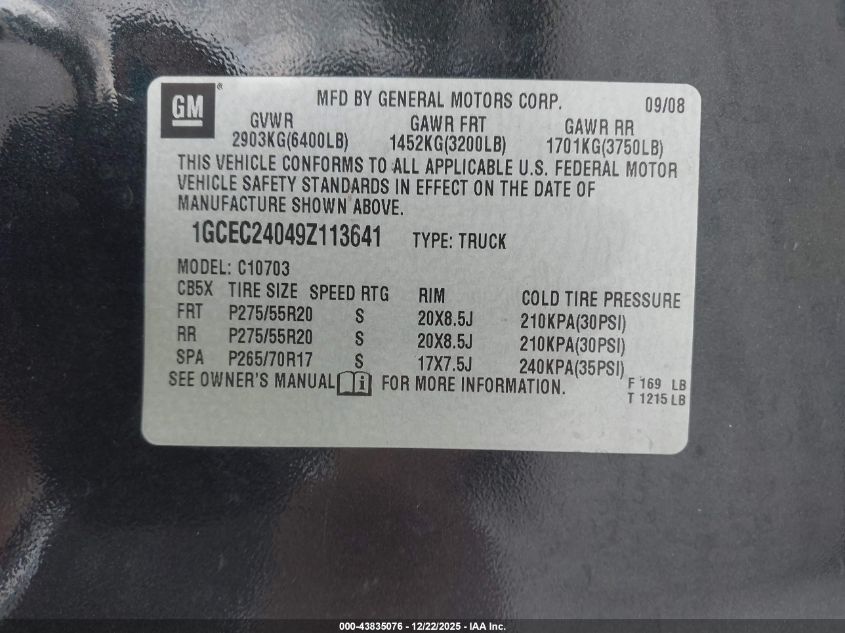 GM
MFD BY GENERAL MOTORS CORP. 09/08
GVWR GAWR FRT GAWR RR
2903KG(6400LB) 1452KG(3200LB) 1701KG(3750LB)
THIS VEHICLE CONFORMS TO ALL APPLICABLE U.S. FEDERAL MOTOR
VEHICLE SAFETY STANDARDS IN EFFECT ON THE DATE OF
MANUFACTURE SHOWN ABOVE.
1GCEC24049Z113641 TYPE: TRUCK
MODEL: C10703
CB5X TIRE SIZE SPEED RTG RIM COLD TIRE PRESSURE
FRT P275/55R20 S 20X8.5J 210KPA(30PSI)
RR P275/55R20 S 20X8.5J 210KPA(30PSI)
SPA P265/70R17 S 17X7.5J 240KPA(35PSI)
SEE OWNER'S MANUAL i FOR MORE INFORMATION. F 169 LB
T 1215 LB
000-43835076 - 12/22/2025 - IAA Inc.